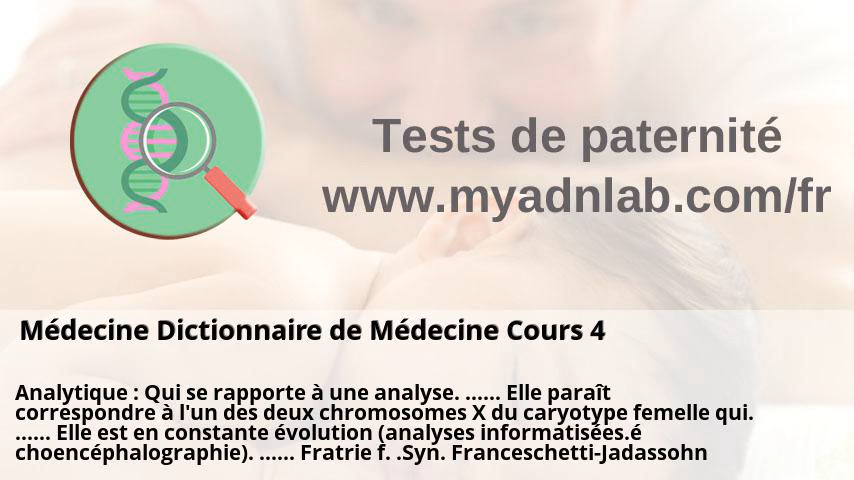 Tests de paternité
www.myadnlab.com/fr
Médecine Dictionnaire de Médecine Cours 4
Analytique : Qui se rapporte à une analyse. ...... Elle paraît
correspondre à l'un des deux chromosomes X du caryotype femelle qui.
...... Elle est en constante évolution (analyses informatisées.é
choencéphalographie). ...... Fratrie f. .Syn. Franceschetti-Jadassohn